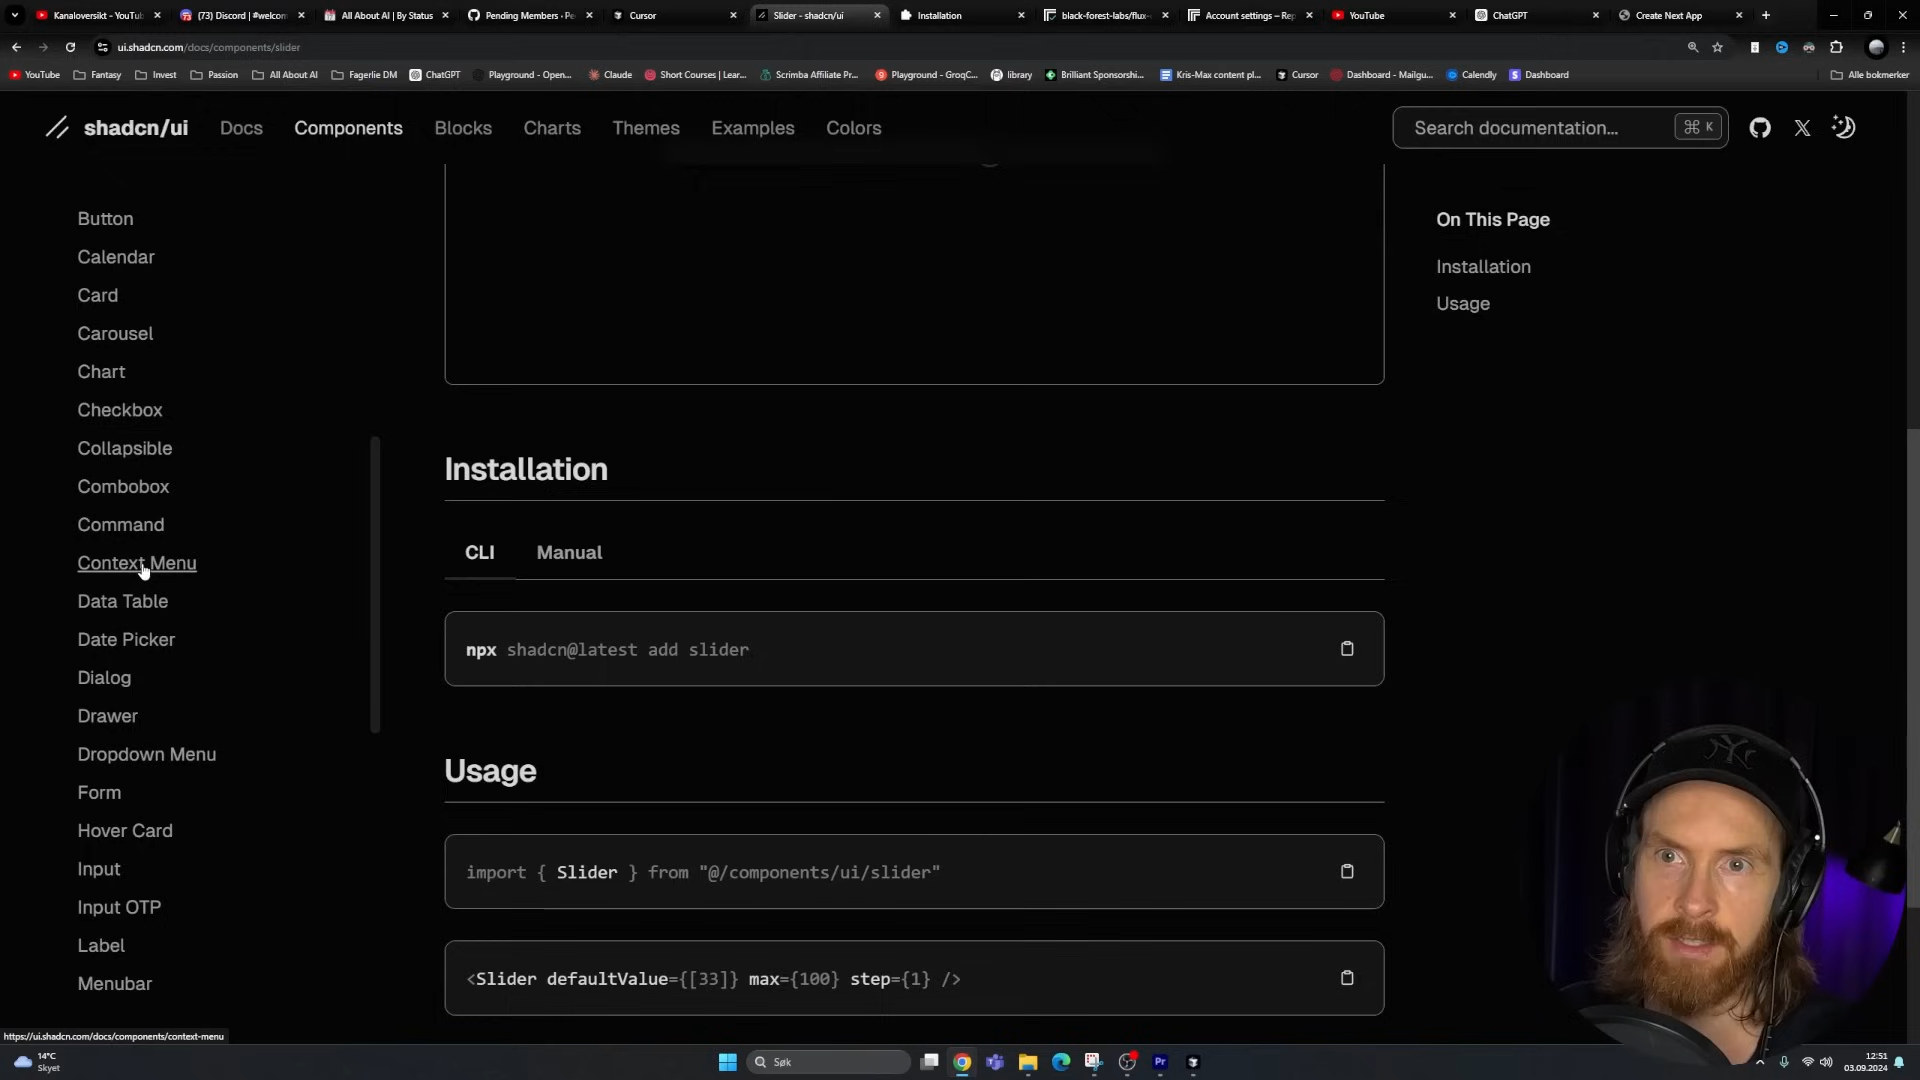 Kanaloversikt - YouTu
(73) Discord | #welcom
All About AI | By Status
Pending Members · Pe
Cursor
Slider - shadcn/ui
Installation
black-forest-labs/flux-
Account settings – Rep
YouTube
ChatGPT
Create Next App
ui.shadcn.com/docs/components/slider
YouTube
Fantasy
Invest
Passion
All About AI
Fagerlie DM
ChatGPT
Playground - Open...
Claude
Short Courses | Lear...
Scrimba Affiliate Pr...
Playground - GroqC...
library
Brilliant Sponsorshi...
Kris-Max content pl...
Cursor
Dashboard - Mailgu...
Calendly
Dashboard
Alle bokmerker
shadcn/ui
Docs
Components
Blocks
Charts
Themes
Examples
Colors
Search documentation...
⌘ K
Button
Calendar
Card
Carousel
Chart
Checkbox
Collapsible
Combobox
Command
Context Menu
Data Table
Date Picker
Dialog
Drawer
Dropdown Menu
Form
Hover Card
Input
Input OTP
Label
Menubar
Installation
CLI
Manual
npx shadcn@latest add slider
Usage
import { Slider } from "@/components/ui/slider"
<Slider defaultValue={[33]} max={100} step={1} />
On This Page
Installation
Usage
https://ui.shadcn.com/docs/components/context-menu
14°C
Skyet
Søk
12:51
03.09.2024